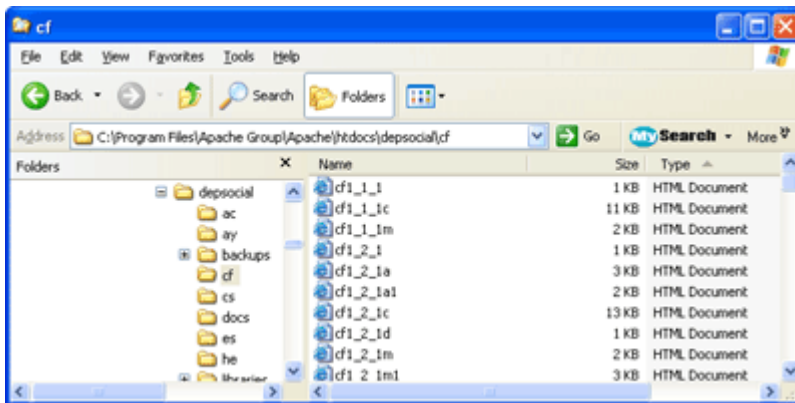 cf
File Edit View Favorites Tools Help
Back Search Folders
Address C:\Program Files\Apache Group\Apache\htdocs\depsocial\cf Go My Search More
Folders Name Size Type
depsocial
ac
ay
backups
cf
cs
docs
es
he
libraries
cf1_1_1 1 KB HTML Document
cf1_1_1c 11 KB HTML Document
cf1_1_1m 2 KB HTML Document
cf1_2_1 1 KB HTML Document
cf1_2_1a 3 KB HTML Document
cf1_2_1a1 2 KB HTML Document
cf1_2_1c 13 KB HTML Document
cf1_2_1d 1 KB HTML Document
cf1_2_1m 2 KB HTML Document
cf1_2_1m1 3 KB HTML Document